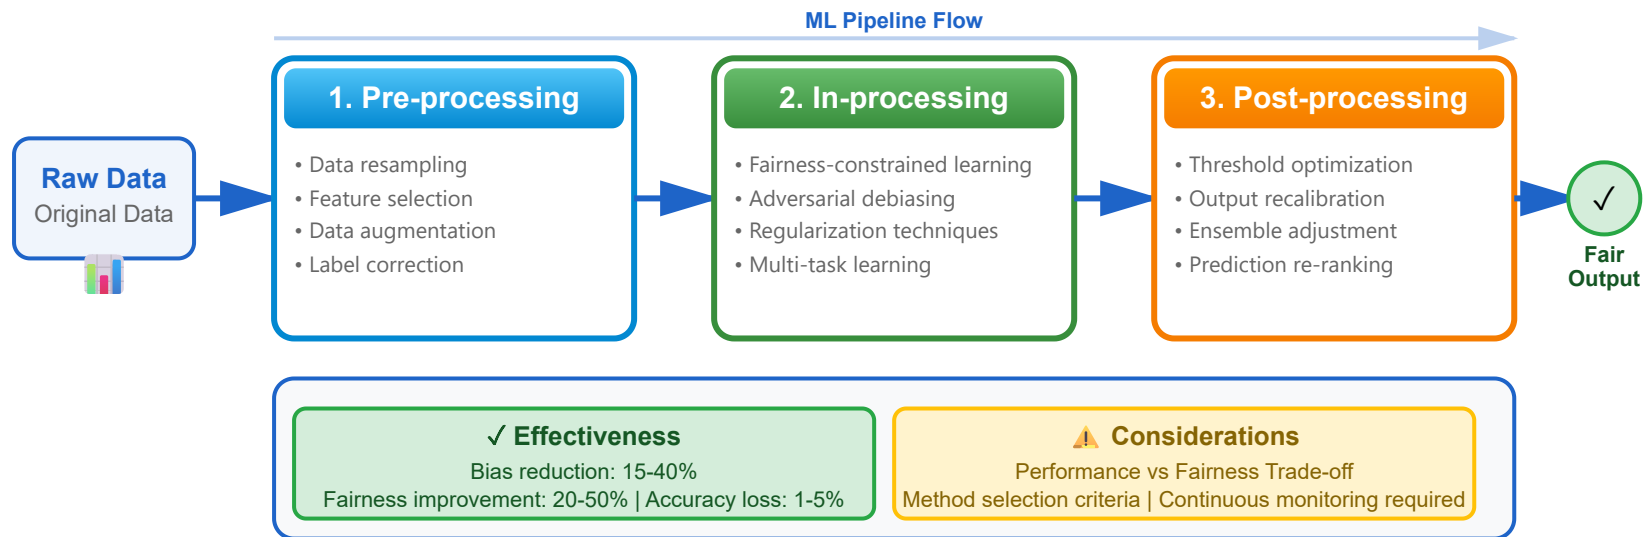 ML Pipeline Flow
Raw Data
Original Data
1. Pre-processing
• Data resampling
• Feature selection
• Data augmentation
• Label correction
2. In-processing
• Fairness-constrained learning
• Adversarial debiasing
• Regularization techniques
• Multi-task learning
3. Post-processing
• Threshold optimization
• Output recalibration
• Ensemble adjustment
• Prediction re-ranking
✓
Fair
Output
✓ Effectiveness
Bias reduction: 15-40%
Fairness improvement: 20-50% | Accuracy loss: 1-5%
⚠️ Considerations
Performance vs Fairness Trade-off
Method selection criteria | Continuous monitoring required